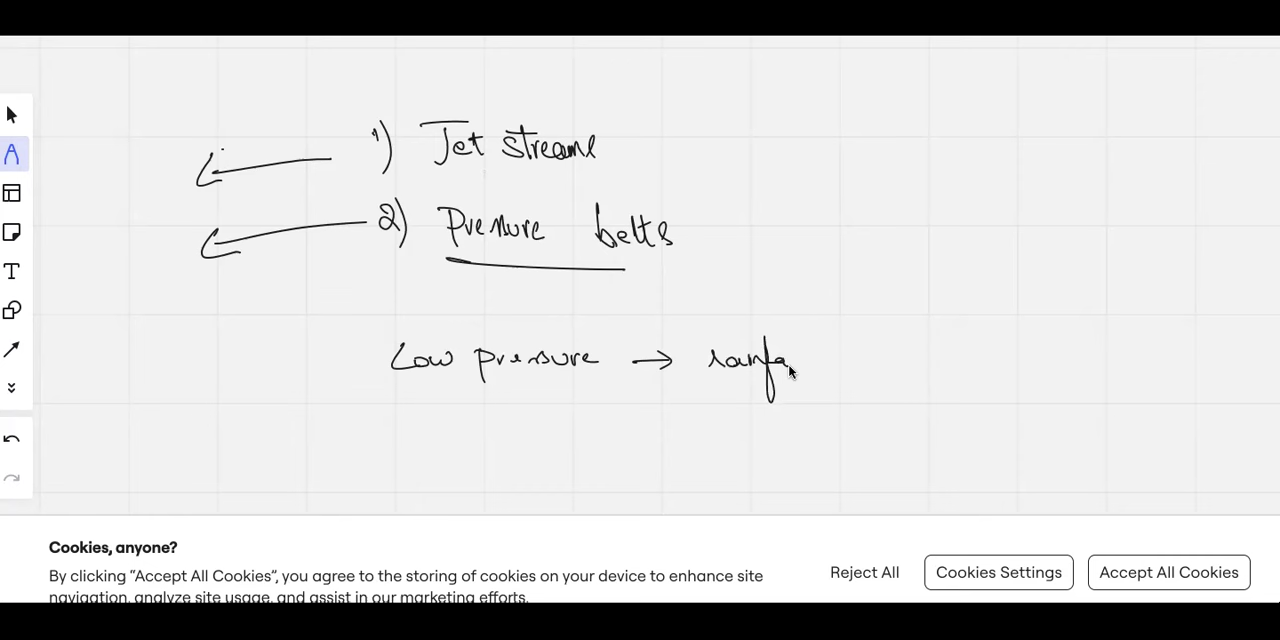 1) Jet streams
2) Pressure belts
Low pressure → rainfa
Cookies, anyone?
By clicking “Accept All Cookies”, you agree to the storing of cookies on your device to enhance site
navigation, analyze site usage, and assist in our marketing efforts.
Reject All
Cookies Settings
Accept All Cookies